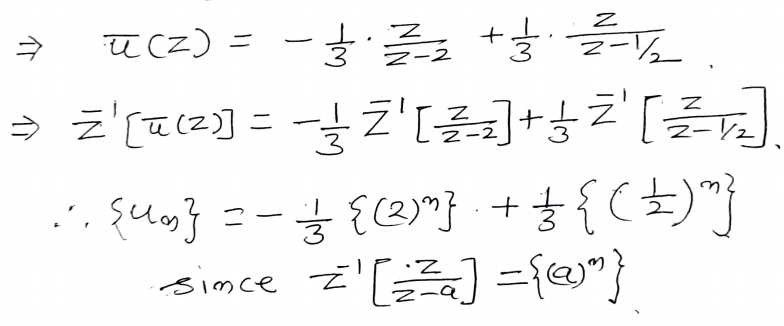 ⇒ ū(z) = - 1/3 · z/(z-2) + 1/3 · z/(z-1/2).
⇒ z̄¹[ū(z)] = - 1/3 z̄¹[z/(z-2)] + 1/3 z̄¹[z/(z-1/2)].
∴ {uₙ} = - 1/3 {(2)ⁿ} + 1/3 {(1/2)ⁿ}
since z̄¹[z/(z-a)] = {(a)ⁿ}.